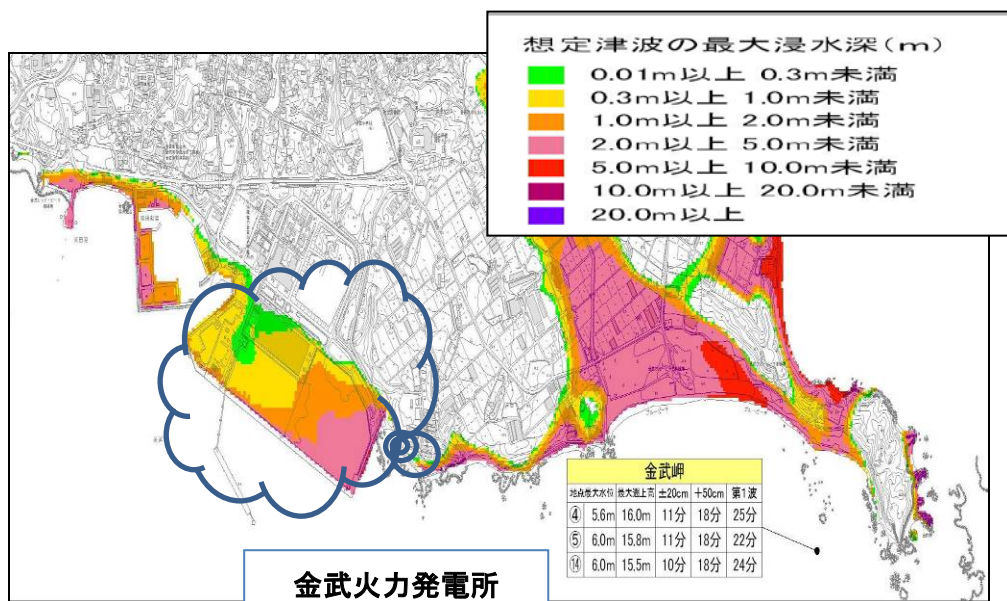 想定津波の最大浸水深(m)
0.01m以上 0.3m未満
0.3m以上 1.0m未満
1.0m以上 2.0m未満
2.0m以上 5.0m未満
5.0m以上 10.0m未満
10.0m以上 20.0m未満
20.0m以上
金武岬
地点 最大水位 最大遡上高 ±20cm +50cm 第1波
④ 5.6m 16.0m 11分 18分 25分
⑤ 6.0m 15.8m 11分 18分 22分
⑭ 6.0m 15.5m 10分 18分 24分
金武火力発電所